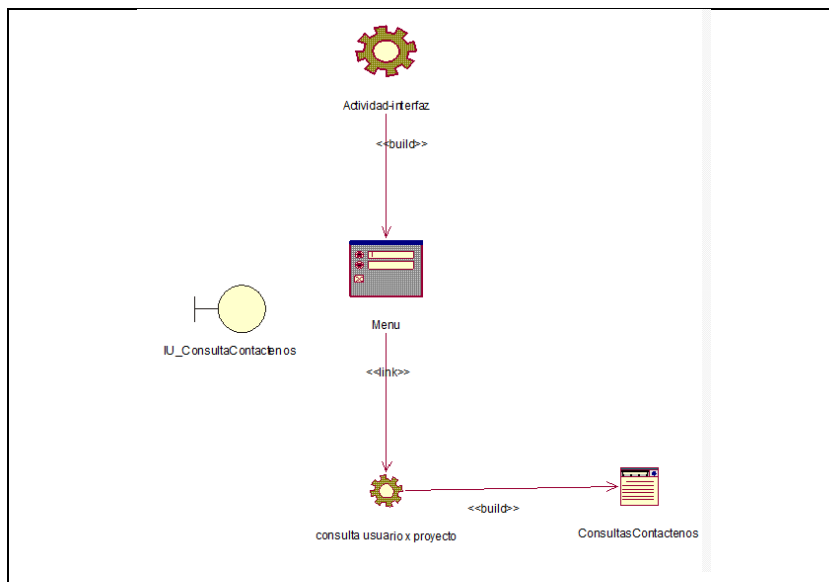 Actividad-interfaz
<<build>>
Menu
IU_ConsultaContactenos
<<link>>
<<build>>
consulta usuario x proyecto
ConsultasContactenos